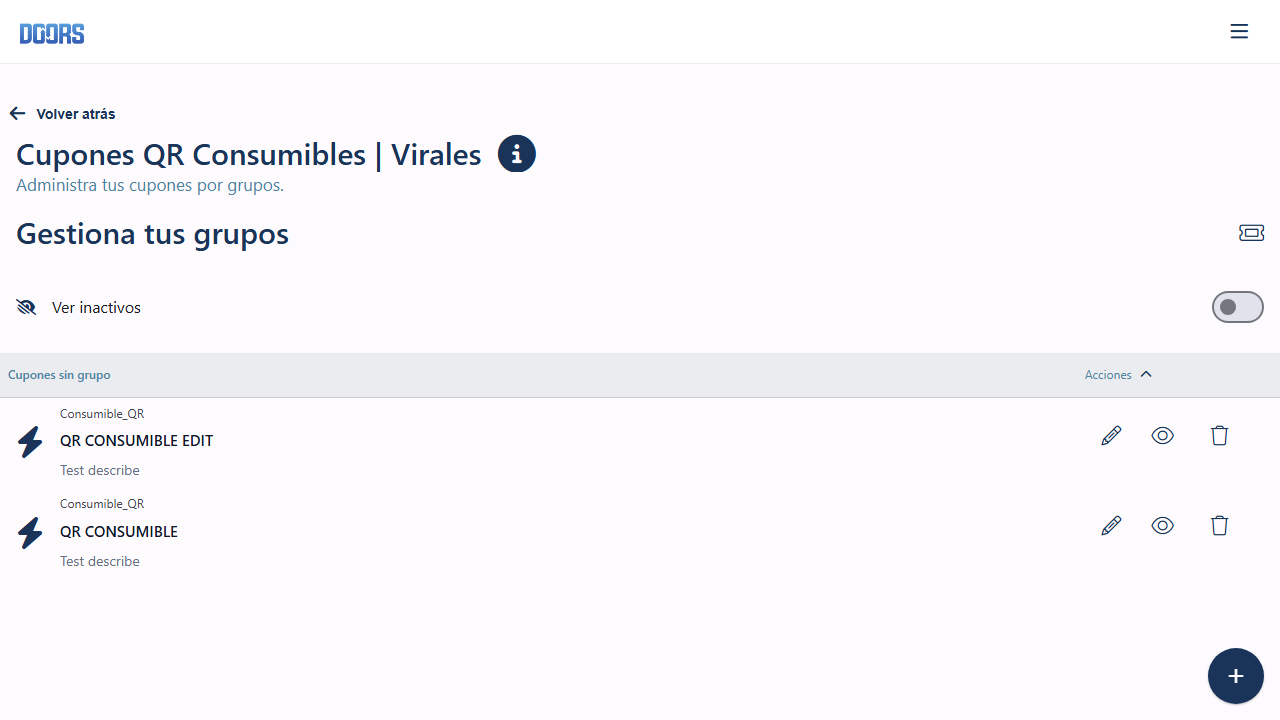 DOORS
Volver atrás
Cupones QR Consumibles | Virales
Administra tus cupones por grupos.
Gestiona tus grupos
Ver inactivos
Cupones sin grupo
Acciones
Consumible_QR
QR CONSUMIBLE EDIT
Test describe
Consumible_QR
QR CONSUMIBLE
Test describe